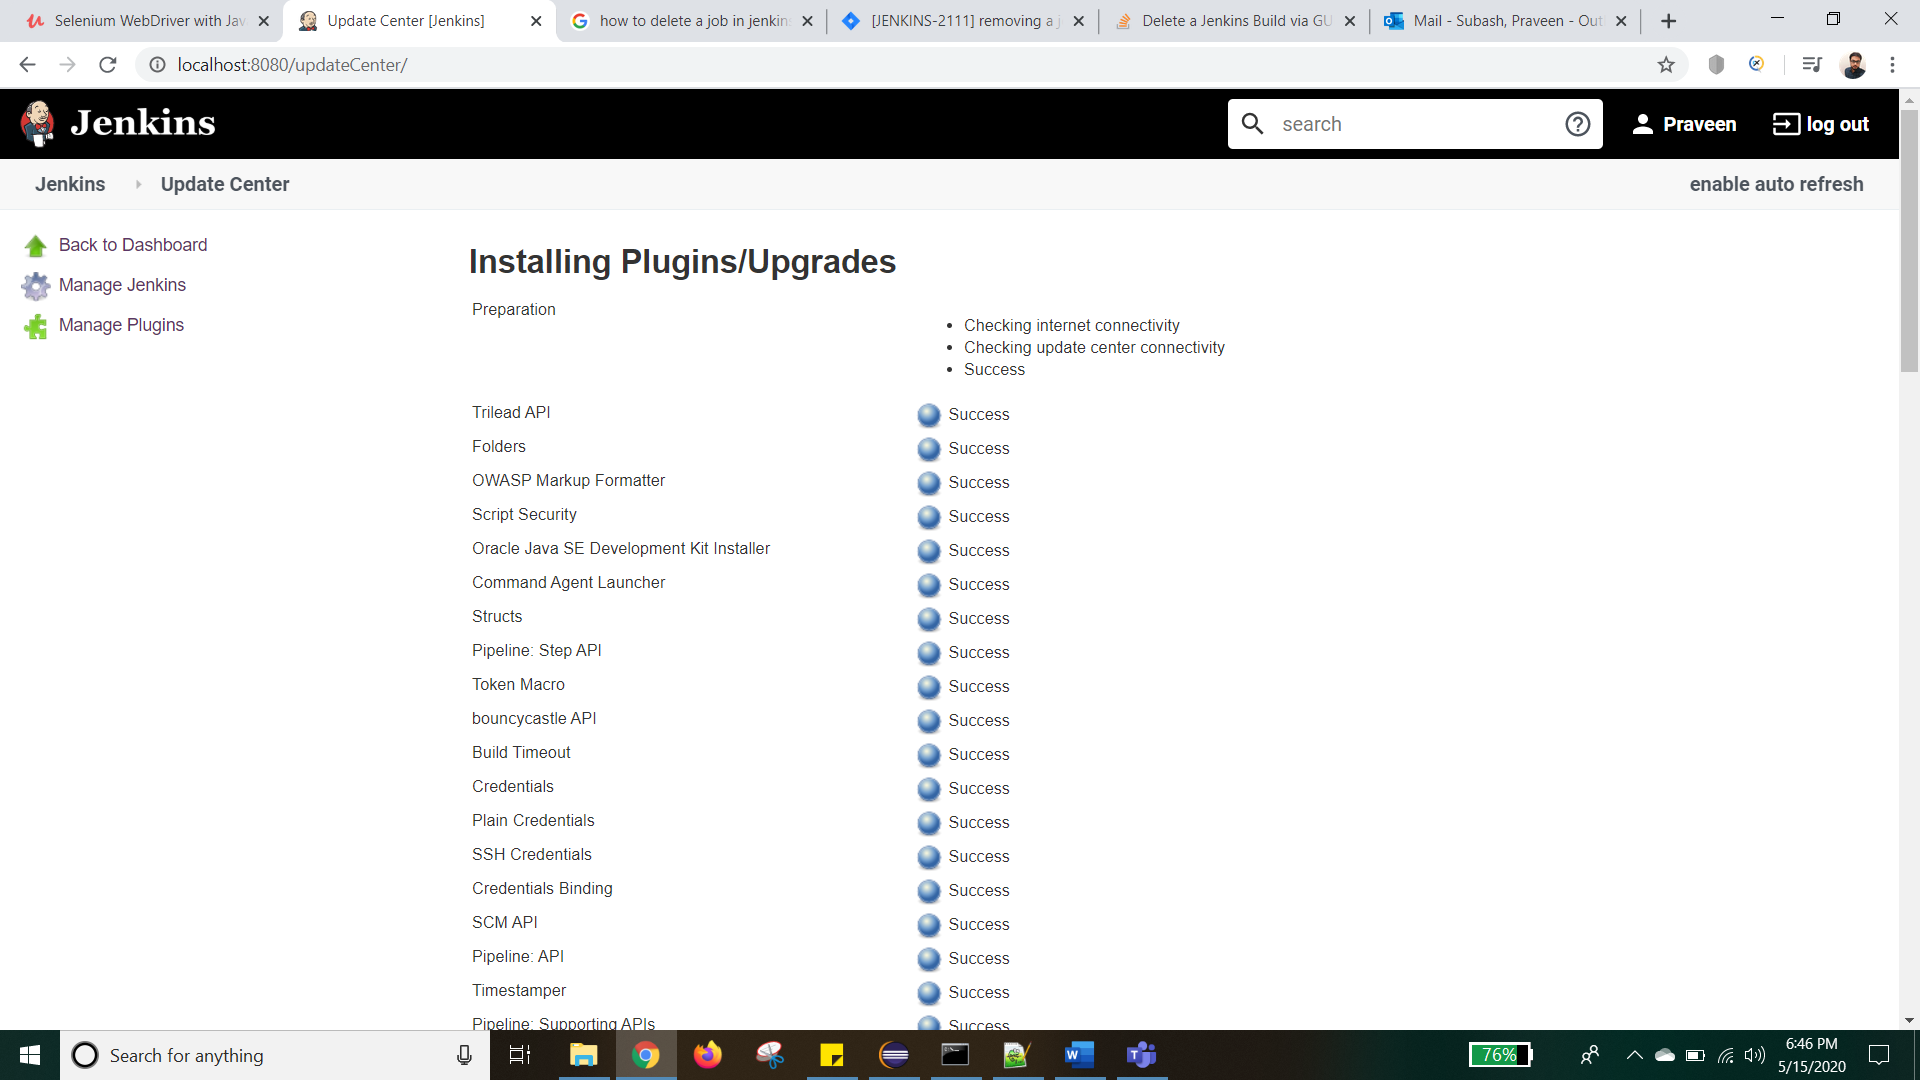 Selenium WebDriver with Jav
Update Center [Jenkins]
how to delete a job in jenkin
[JENKINS-2111] removing a j
Delete a Jenkins Build via GU
Mail - Subash, Praveen - Out
localhost:8080/updateCenter/
Jenkins
search
Praveen
log out
Jenkins
Update Center
enable auto refresh
Back to Dashboard
Manage Jenkins
Manage Plugins
Installing Plugins/Upgrades
Preparation
Checking internet connectivity
Checking update center connectivity
Success
Trilead API Success
Folders Success
OWASP Markup Formatter Success
Script Security Success
Oracle Java SE Development Kit Installer Success
Command Agent Launcher Success
Structs Success
Pipeline: Step API Success
Token Macro Success
bouncycastle API Success
Build Timeout Success
Credentials Success
Plain Credentials Success
SSH Credentials Success
Credentials Binding Success
SCM API Success
Pipeline: API Success
Timestamper Success
Pipeline: Supporting APIs Success
Search for anything
76%
6:46 PM
5/15/2020